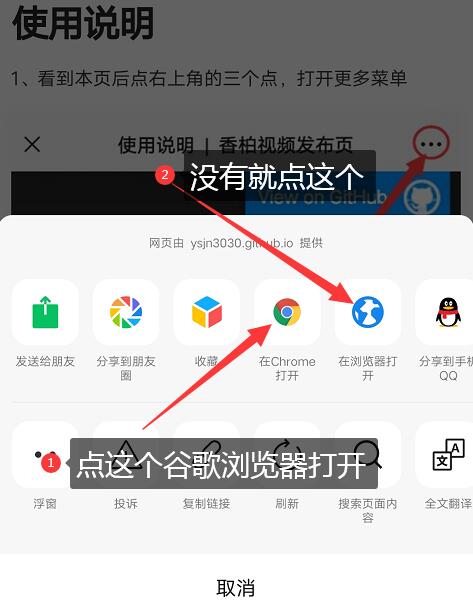 使用说明
1、看到本页后点右上角的三个点，打开更多菜单
使用说明 | 香柏视频发布页
2 没有就点这个
View on GitHub
网页由 ysjn3030.github.io 提供
发送给朋友
分享到朋友圈
收藏
在Chrome打开
在浏览器打开
分享到手机QQ
1 点这个谷歌浏览器打开
浮窗
投诉
复制链接
刷新
搜索页面内容
文 A
全文翻译
取消